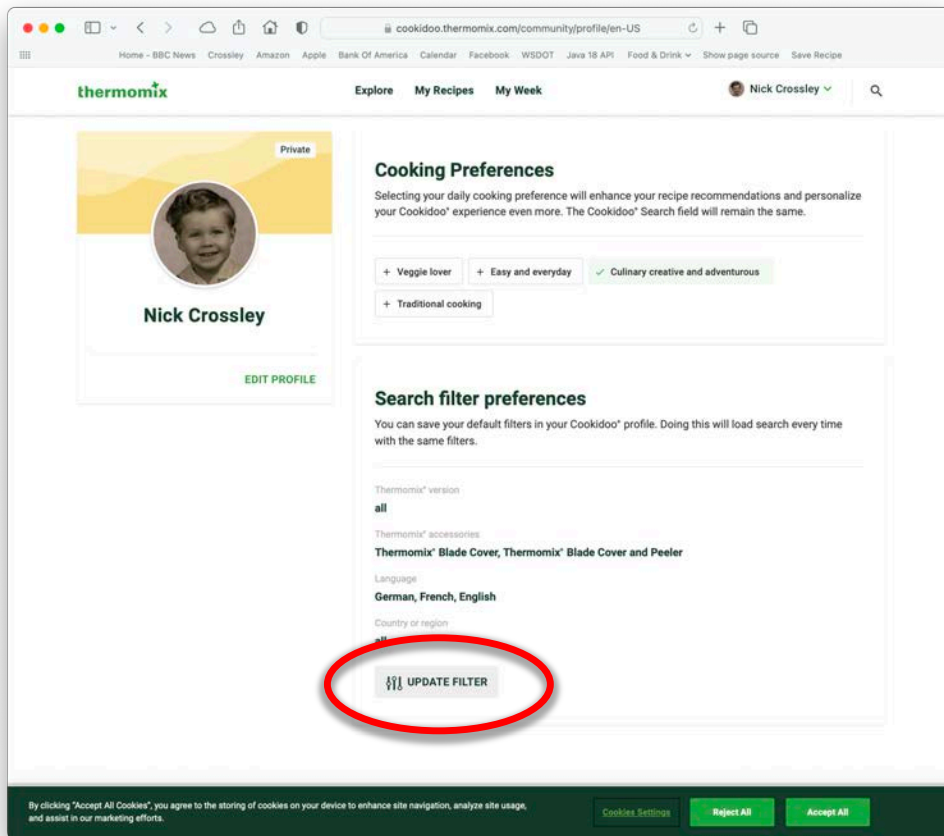 cookidoo.thermomix.com/community/profile/en-US
Home - BBC News Crossley Amazon Apple Bank Of America Calendar Facebook WSDOT Java 18 API Food & Drink Show page source Save Recipe
thermomix Explore My Recipes My Week Nick Crossley
Private
Nick Crossley
EDIT PROFILE
Cooking Preferences
Selecting your daily cooking preference will enhance your recipe recommendations and personalize
your Cookidoo® experience even more. The Cookidoo® Search field will remain the same.
+ Veggie lover + Easy and everyday ✓ Culinary creative and adventurous
+ Traditional cooking
Search filter preferences
You can save your default filters in your Cookidoo® profile. Doing this will load search every time
with the same filters.
Thermomix® version
all
Thermomix® accessories
Thermomix® Blade Cover, Thermomix® Blade Cover and Peeler
Language
German, French, English
Country or region
all
UPDATE FILTER
By clicking "Accept All Cookies", you agree to the storing of cookies on your device to enhance site navigation, analyze site usage,
and assist in our marketing efforts.
Cookies Settings Reject All Accept All